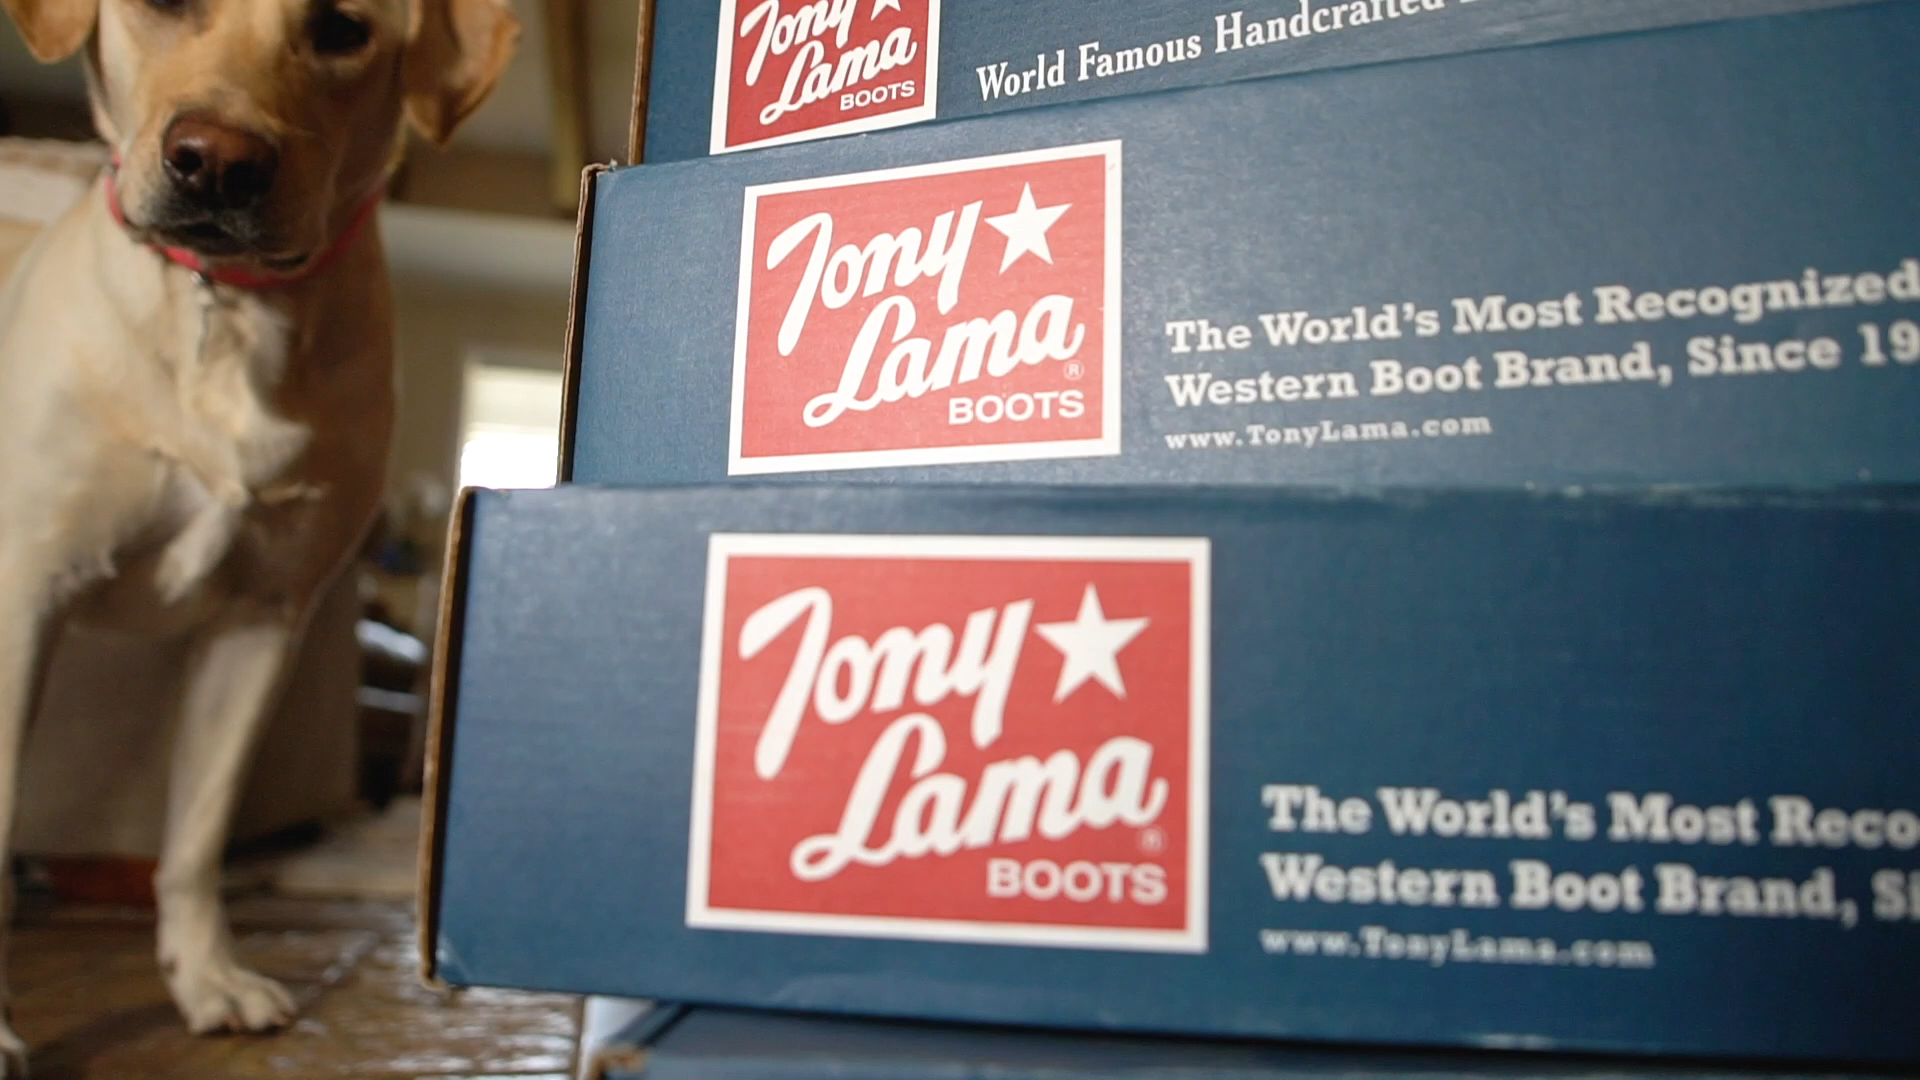 Tony
Lama
BOOTS
World Famous Handcrafted
Tony
Lama
®
BOOTS
The World's Most Recognized
Western Boot Brand, Since 19
www.TonyLama.com
Tony
Lama
®
BOOTS
The World's Most Reco
Western Boot Brand, Si
www.TonyLama.com